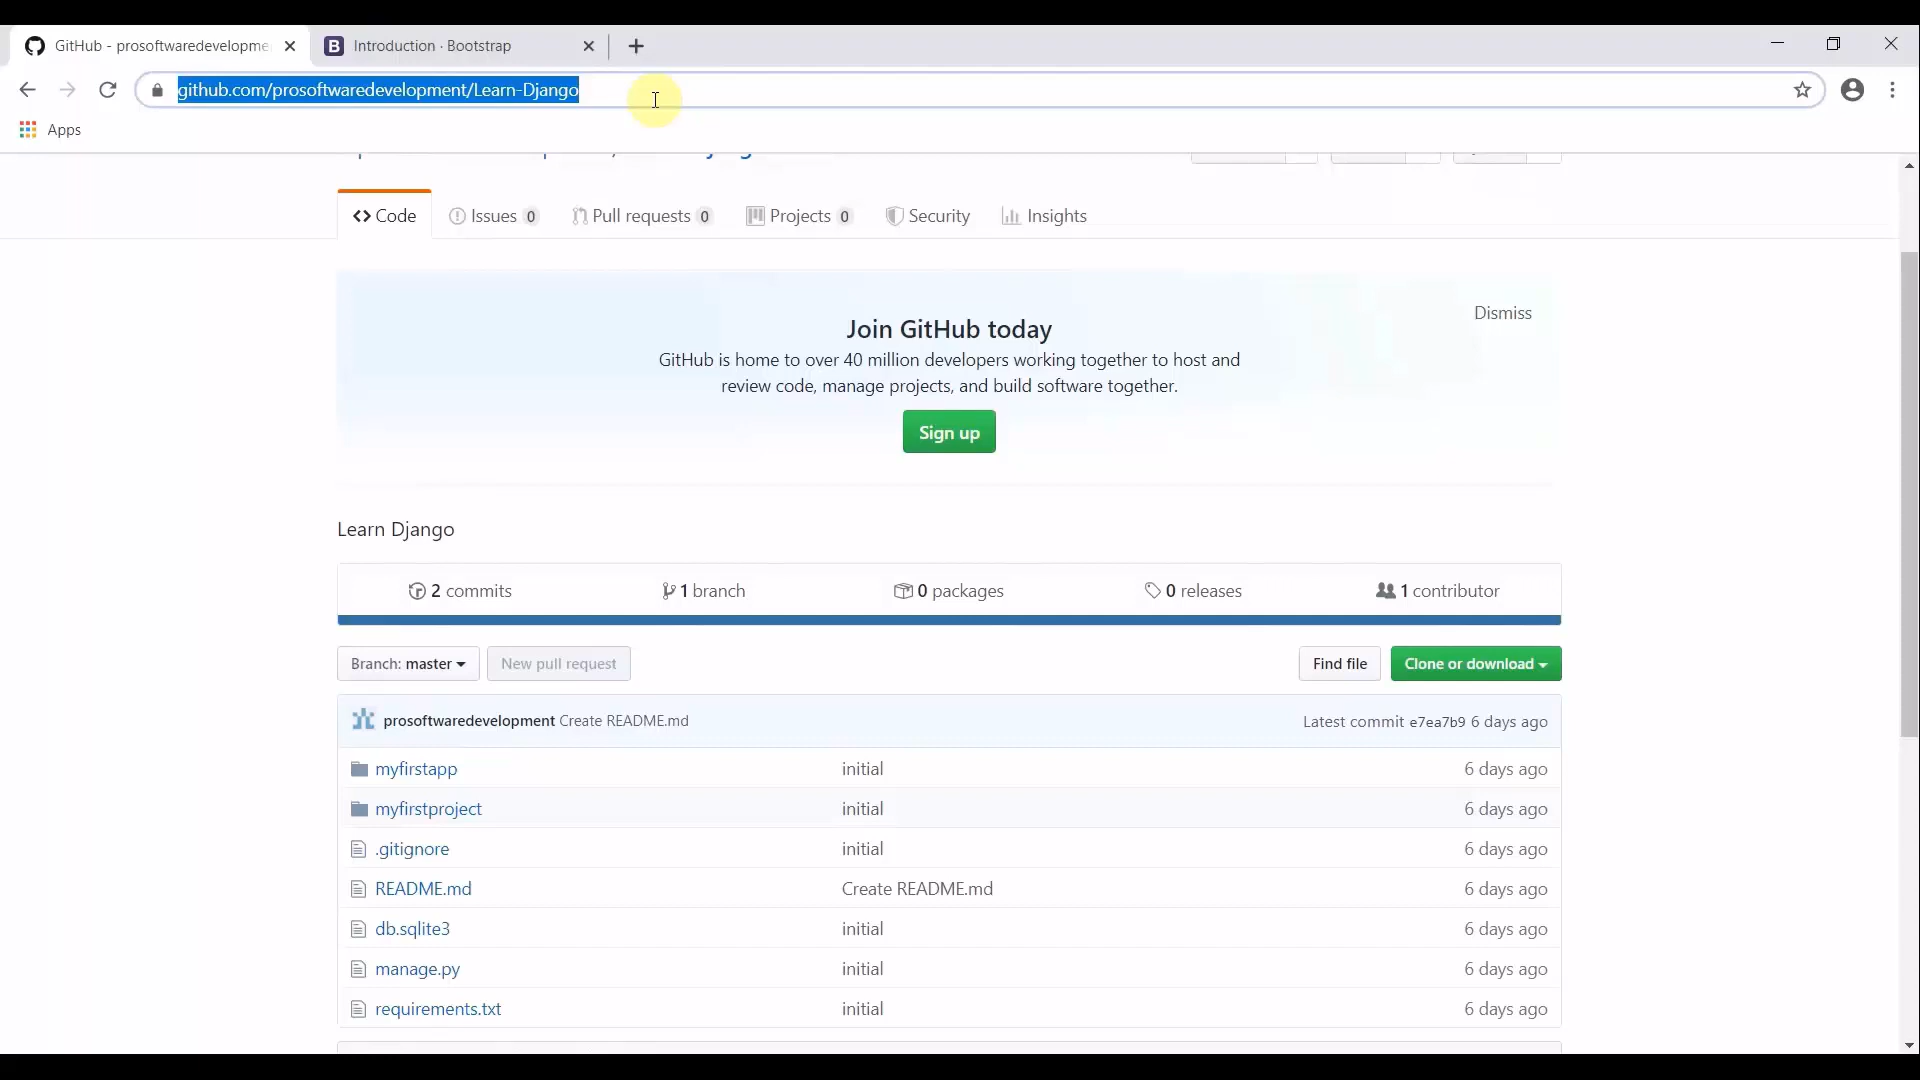 GitHub - prosoftwaredevelopme
Introduction · Bootstrap
github.com/prosoftwaredevelopment/Learn-Django
Apps
Code
Issues 0
Pull requests 0
Projects 0
Security
Insights
Join GitHub today
Dismiss
GitHub is home to over 40 million developers working together to host and
review code, manage projects, and build software together.
Sign up
Learn Django
2 commits
1 branch
0 packages
0 releases
1 contributor
Branch: master
New pull request
Find file
Clone or download
prosoftwaredevelopment Create README.md
Latest commit e7ea7b9 6 days ago
myfirstapp initial 6 days ago
myfirstproject initial 6 days ago
.gitignore initial 6 days ago
README.md Create README.md 6 days ago
db.sqlite3 initial 6 days ago
manage.py initial 6 days ago
requirements.txt initial 6 days ago